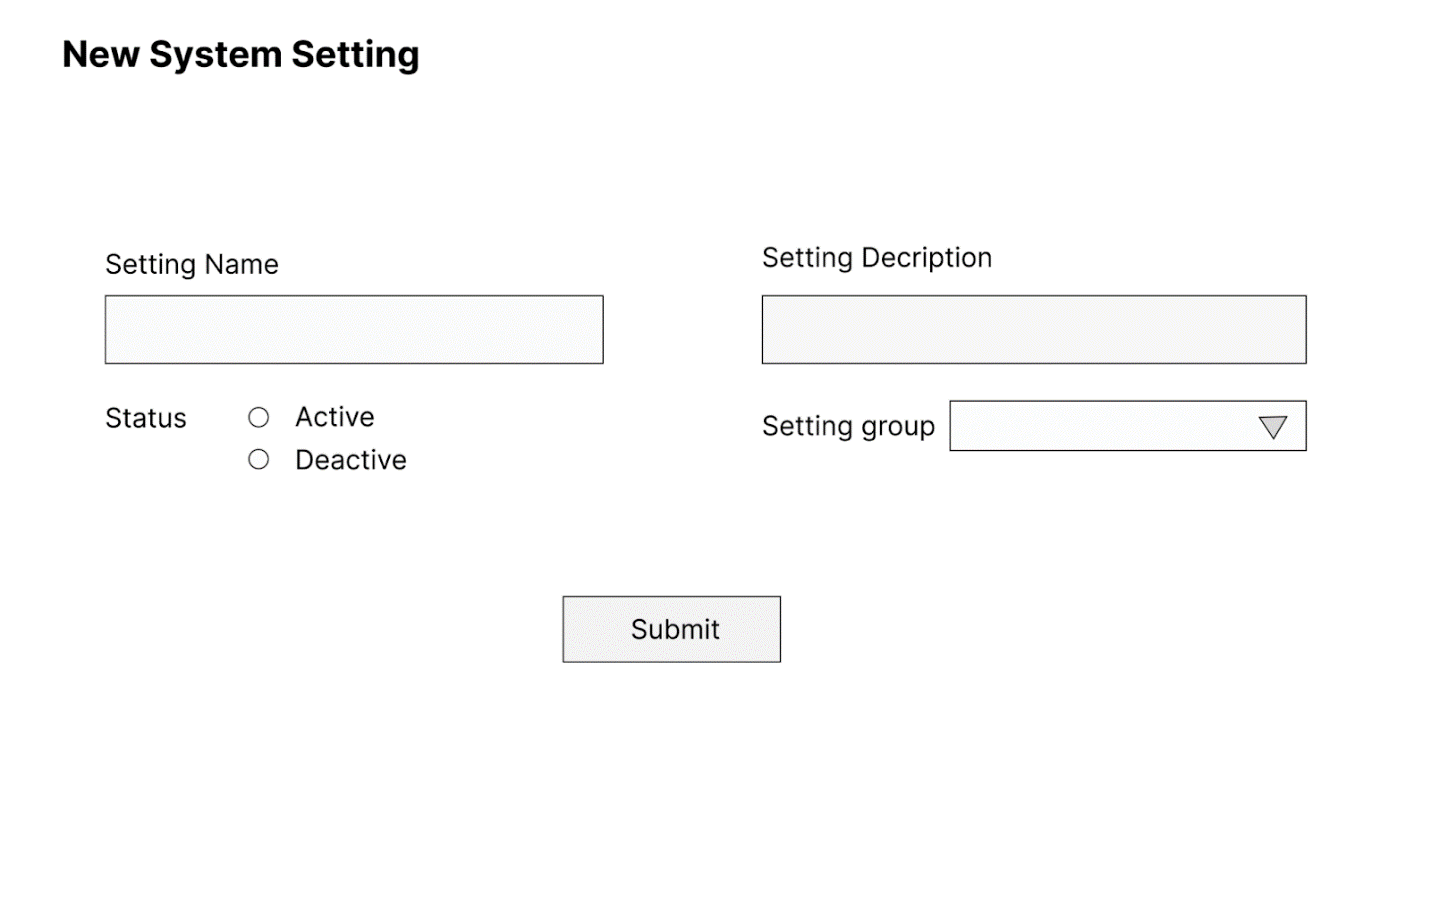 New System Setting
Setting Name
Setting Decription
Status
Active
Deactive
Setting group
Submit